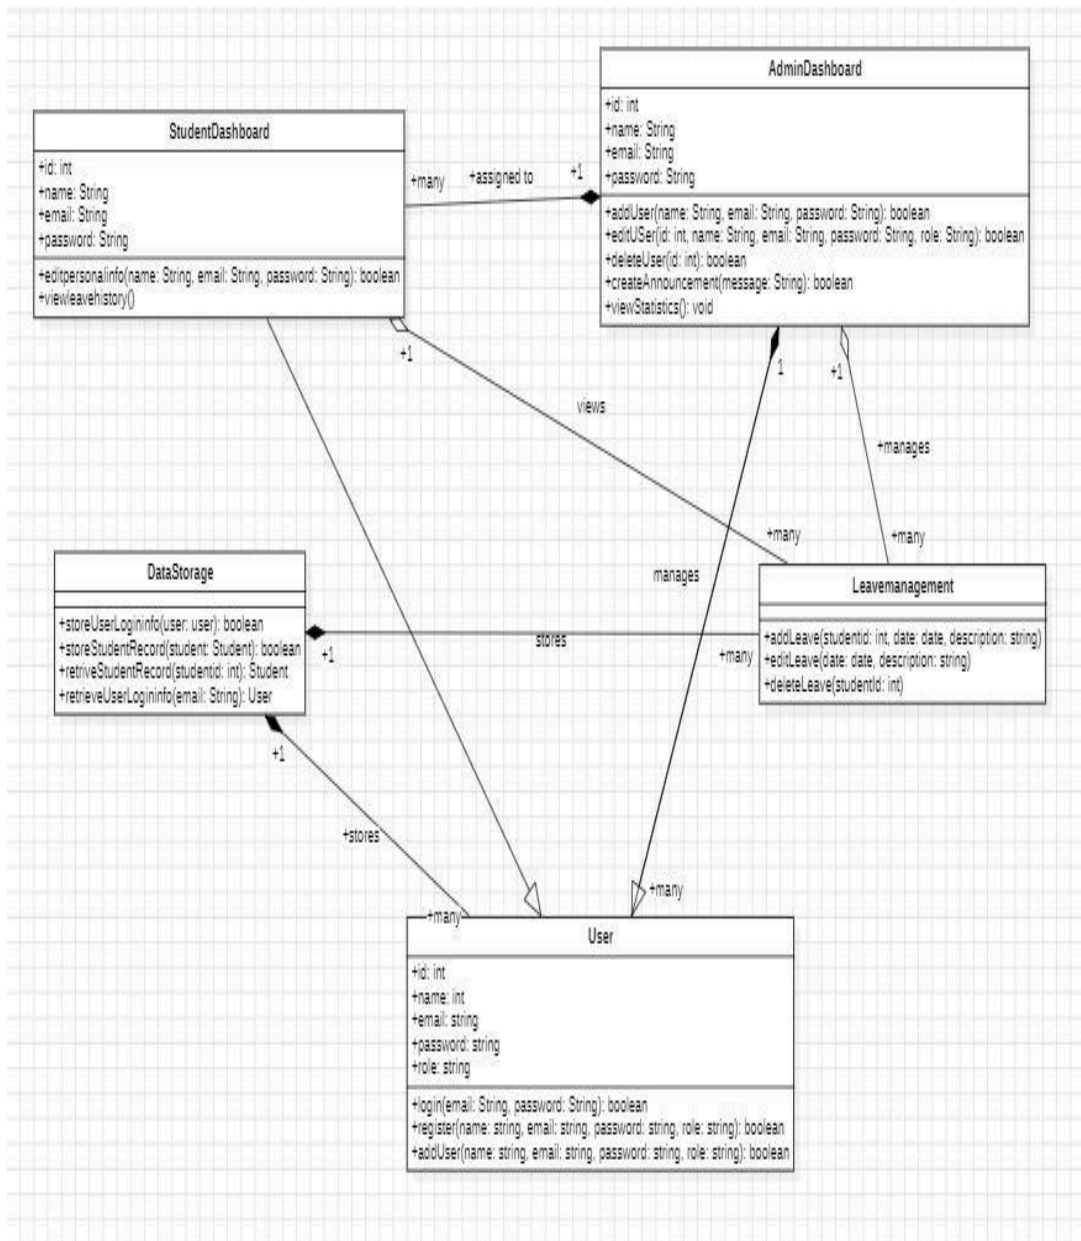 AdminDashboard
+id: int
+name: String
+email: String
+password: String
+addUser(name: String, email: String, password: String): boolean
+editUSer(id: int, name: String, email: String, password: String, role: String): boolean
+deleteUser(id: int): boolean
+createAnnouncement(message: String): boolean
+viewStatistics(): void
StudentDashboard
+id: int
+name: String
+email: String
+password: String
+editpersonalinfo(name: String, email: String, password: String): boolean
+viewleavehistory()
+many
+assigned to
+1
+1
views
+many
1
manages
+many
+1
+manages
+many
DataStorage
+storeUserLogininfo(user: user): boolean
+storeStudentRecord(student: Student): boolean
+retriveStudentRecord(studentid: int): Student
+retrieveUserLogininfo(email: String): User
+1
stores
+many
Leavemanagement
+addLeave(studentid: int, date: date, description: string)
+editLeave(date: date, description: string)
+deleteLeave(studentId: int)
+1
+stores
+many
User
+id: int
+name: int
+email: string
+password: string
+role: string
+login(email: String, password: String): boolean
+register(name: string, email: string, password: string, role: string): boolean
+addUser(name: string, email: string, password: string, role: string): boolean